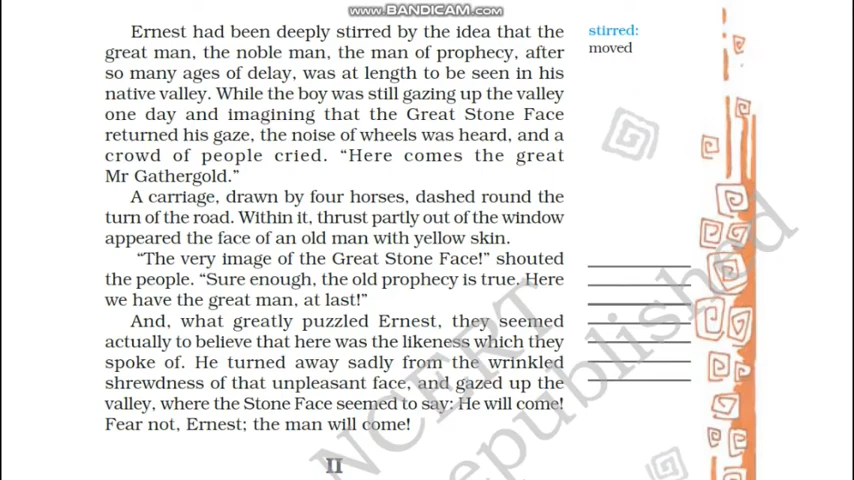 www.BANDICAM.com
Ernest had been deeply stirred by the idea that the
great man, the noble man, the man of prophecy, after
so many ages of delay, was at length to be seen in his
native valley. While the boy was still gazing up the valley
one day and imagining that the Great Stone Face
returned his gaze, the noise of wheels was heard, and a
crowd of people cried. “Here comes the great
Mr Gathergold.”
A carriage, drawn by four horses, dashed round the
turn of the road. Within it, thrust partly out of the window
appeared the face of an old man with yellow skin.
“The very image of the Great Stone Face!” shouted
the people. “Sure enough, the old prophecy is true. Here
we have the great man, at last!”
And, what greatly puzzled Ernest, they seemed
actually to believe that here was the likeness which they
spoke of. He turned away sadly from the wrinkled
shrewdness of that unpleasant face, and gazed up the
valley, where the Stone Face seemed to say: He will come!
Fear not, Ernest; the man will come!
II
stirred:
moved
NCERT
republished